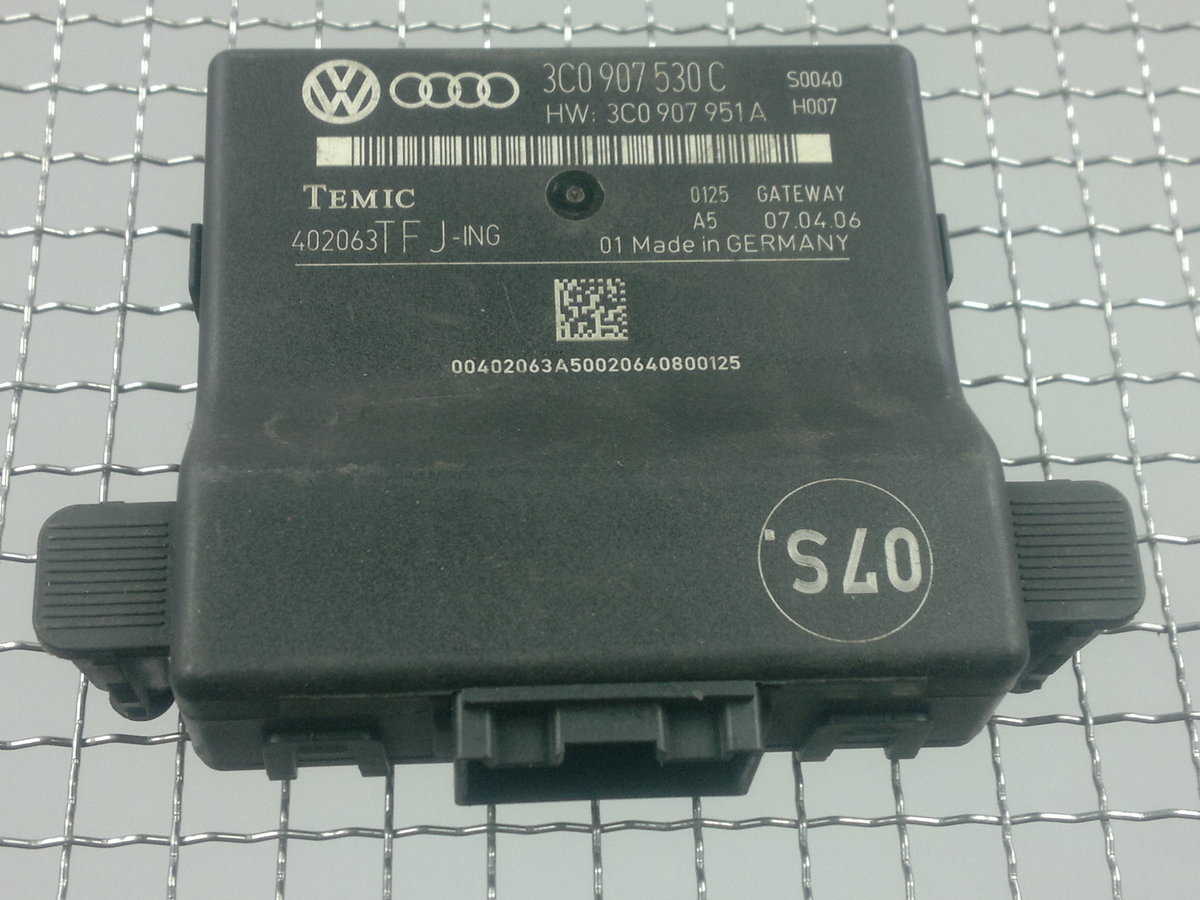 3C0 907 530 C S0040
HW: 3C0 907 951 A H007
TEMIC 0125 GATEWAY
A5 07.04.06
402063TFJ-ING 01 Made in GERMANY
00402063A50020640800125
07S.